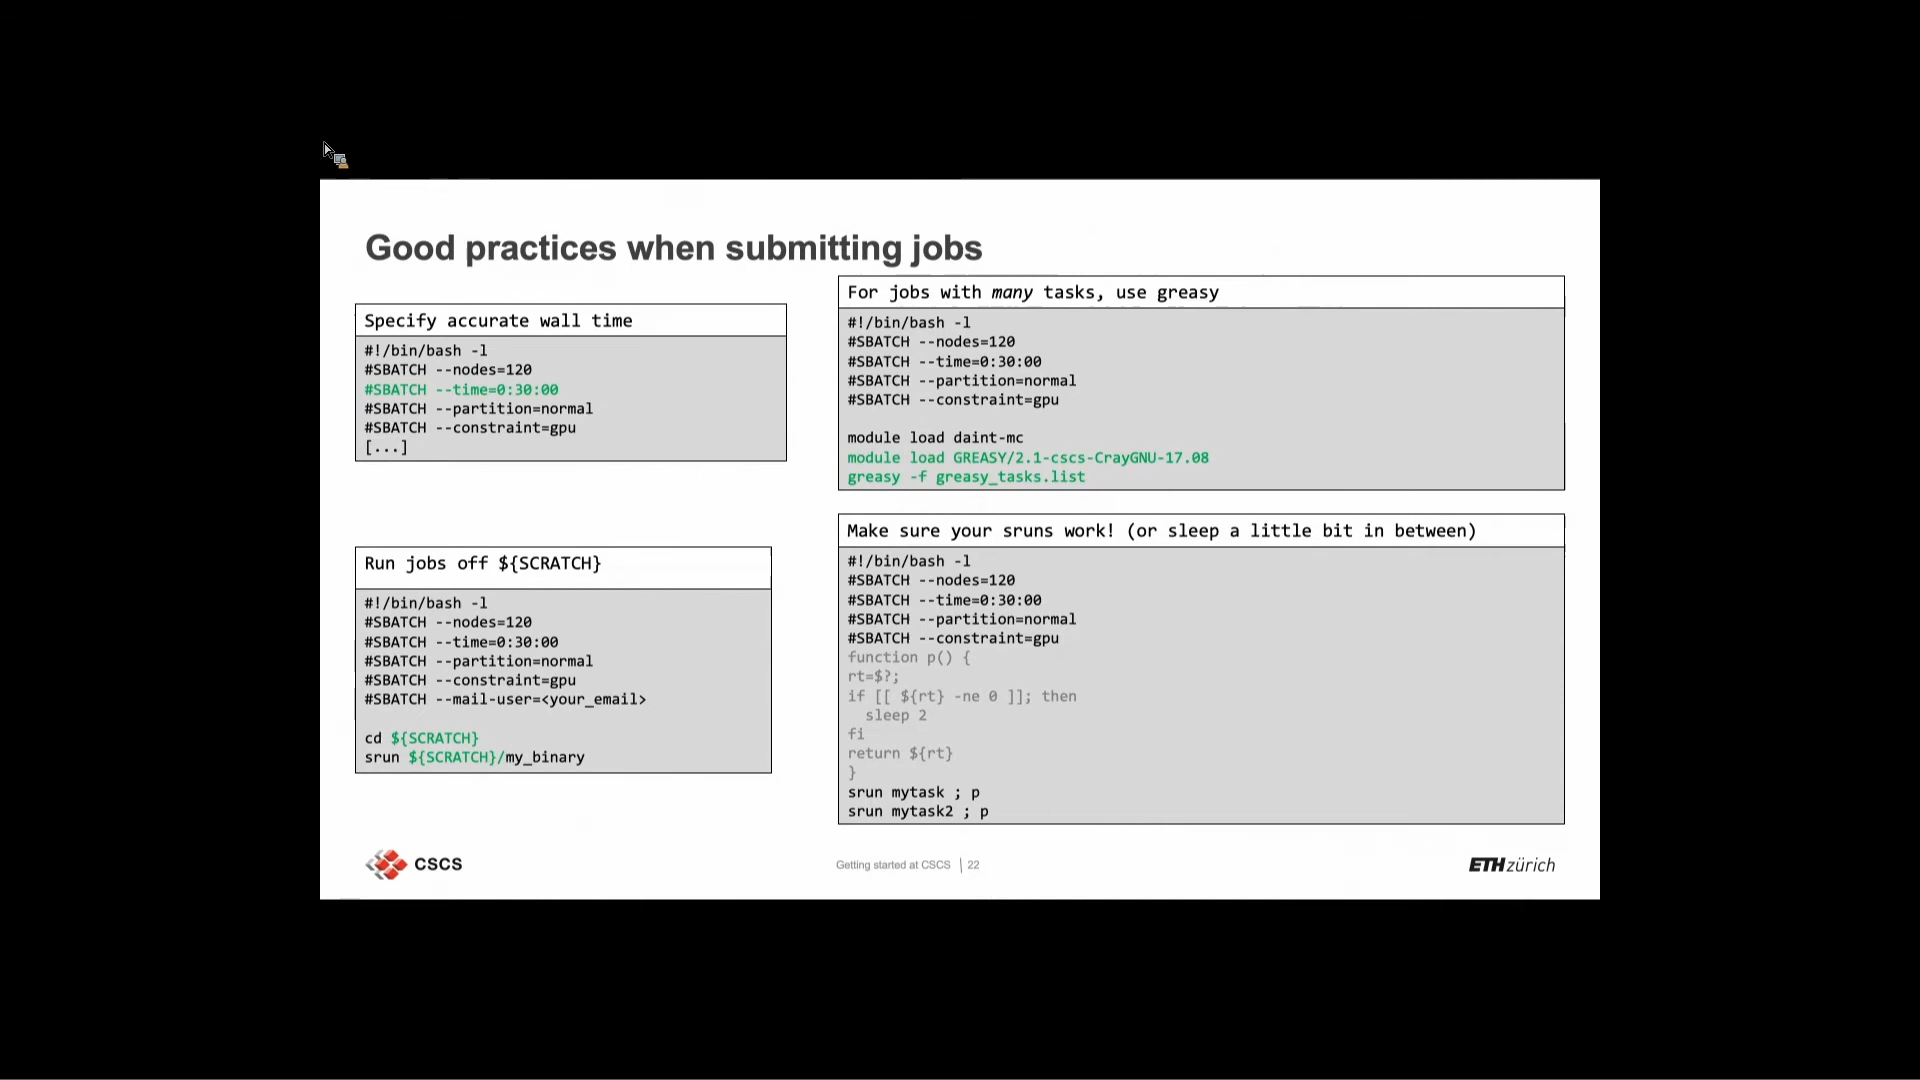 Good practices when submitting jobs
Specify accurate wall time
#!/bin/bash -l
#SBATCH --nodes=120
#SBATCH --time=0:30:00
#SBATCH --partition=normal
#SBATCH --constraint=gpu
[...]
Run jobs off ${SCRATCH}
#!/bin/bash -l
#SBATCH --nodes=120
#SBATCH --time=0:30:00
#SBATCH --partition=normal
#SBATCH --constraint=gpu
#SBATCH --mail-user=<your_email>
cd ${SCRATCH}
srun ${SCRATCH}/my_binary
For jobs with many tasks, use greasy
#!/bin/bash -l
#SBATCH --nodes=120
#SBATCH --time=0:30:00
#SBATCH --partition=normal
#SBATCH --constraint=gpu
module load daint-mc
module load GREASY/2.1-cscs-CrayGNU-17.08
greasy -f greasy_tasks.list
Make sure your sruns work! (or sleep a little bit in between)
#!/bin/bash -l
#SBATCH --nodes=120
#SBATCH --time=0:30:00
#SBATCH --partition=normal
#SBATCH --constraint=gpu
function p() {
rt=$?;
if [[ ${rt} -ne 0 ]]; then
  sleep 2
fi
return ${rt}
}
srun mytask ; p
srun mytask2 ; p
CSCS
Getting started at CSCS | 22
ETH zürich